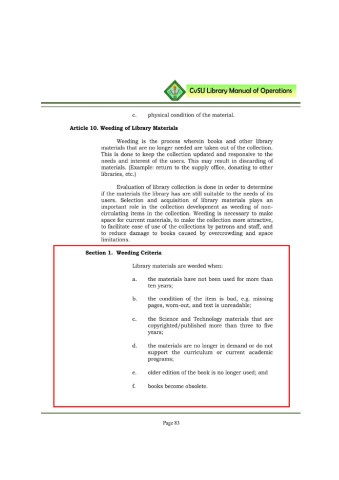 CvSU Library Manual of Operations
c. physical condition of the material.
Article 10. Weeding of Library Materials
Weeding is the process wherein books and other library
materials that are no longer needed are taken out of the collection.
This is done to keep the collection updated and responsive to the
needs and interest of the users. This may result in discarding of
materials. (Example: return to the supply office, donating to other
libraries, etc.)
Evaluation of library collection is done in order to determine
if the materials the library has are still suitable to the needs of its
users. Selection and acquisition of library materials plays an
important role in the collection development as weeding of non-
circulating items in the collection. Weeding is necessary to make
space for current materials, to make the collection more attractive,
to facilitate ease of use of the collections by patrons and staff, and
to reduce damage to books caused by overcrowding and space
limitations.
Section 1. Weeding Criteria
Library materials are weeded when:
a. the materials have not been used for more than
ten years;
b. the condition of the item is bad, e.g. missing
pages, worn-out, and text is unreadable;
c. the Science and Technology materials that are
copyrighted/published more than three to five
years;
d. the materials are no longer in demand or do not
support the curriculum or current academic
programs;
e. older edition of the book is no longer used; and
f. books become obsolete.
Page 83